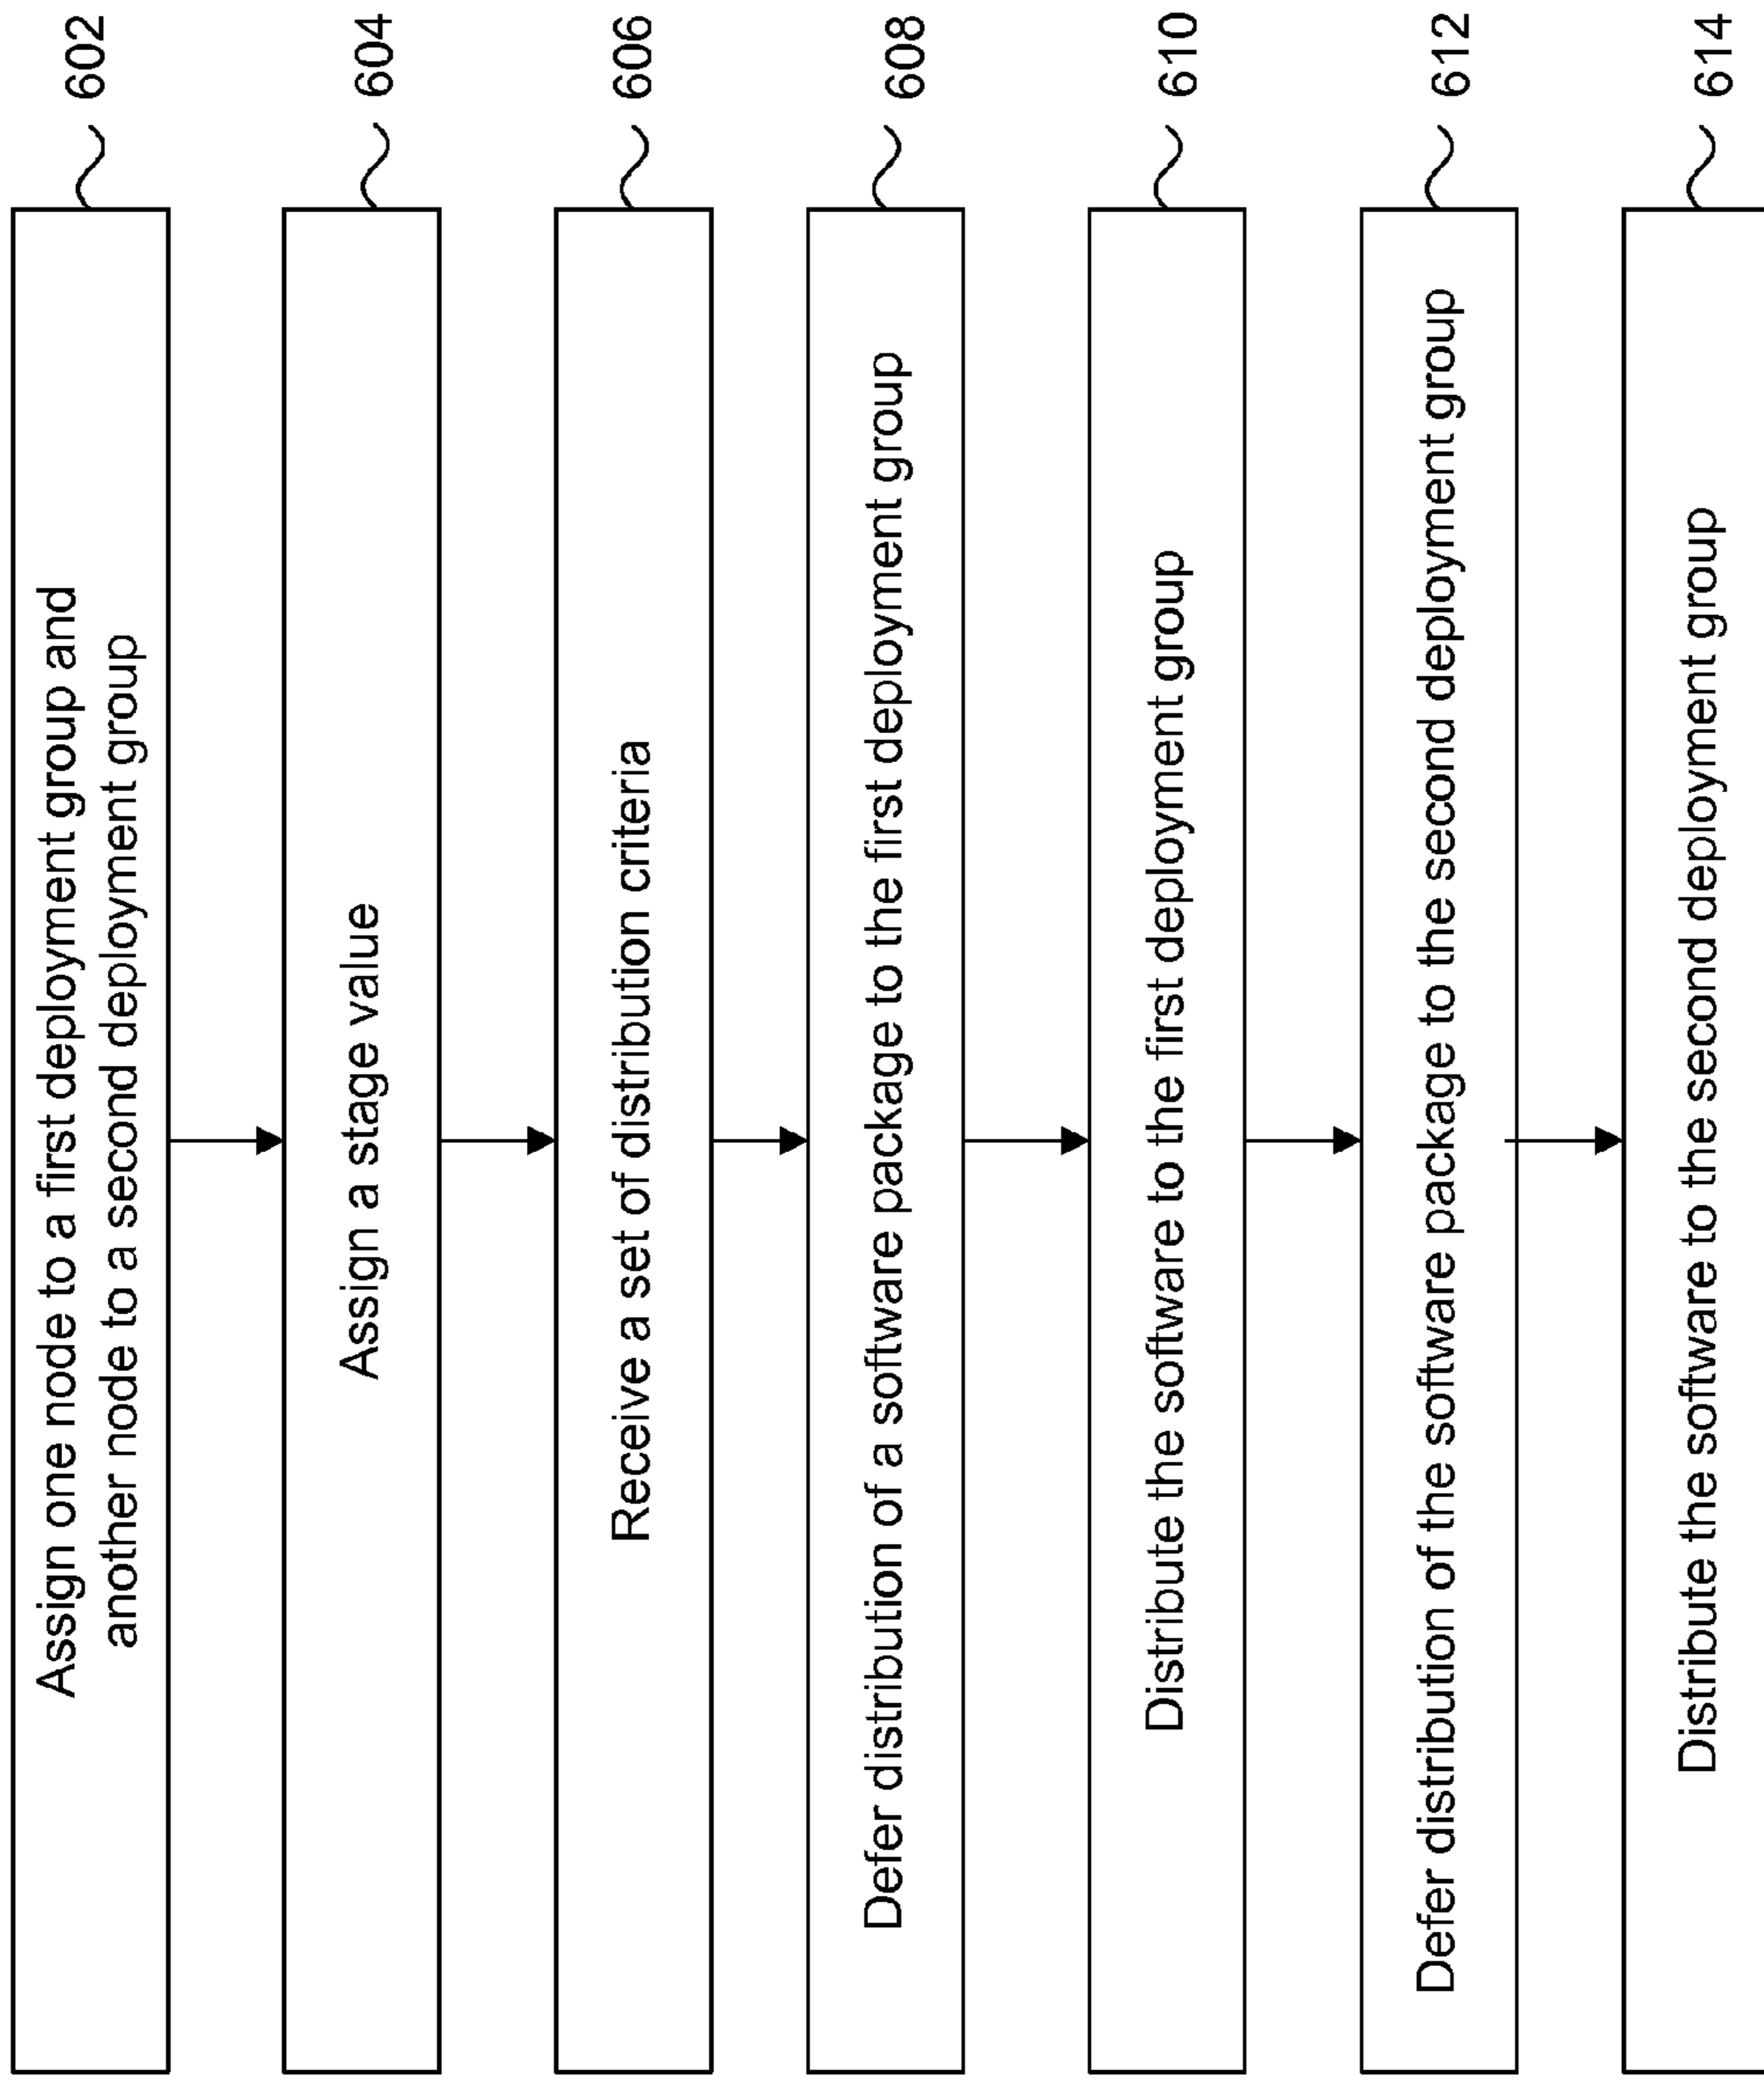 Assign one node to a first deployment group and
another node to a second deployment group
602
Assign a stage value
604
Receive a set of distribution criteria
606
Defer distribution of a software package to the first deployment group
608
Distribute the software to the first deployment group
610
Defer distribution of the software package to the second deployment group
612
Distribute the software to the second deployment group
614